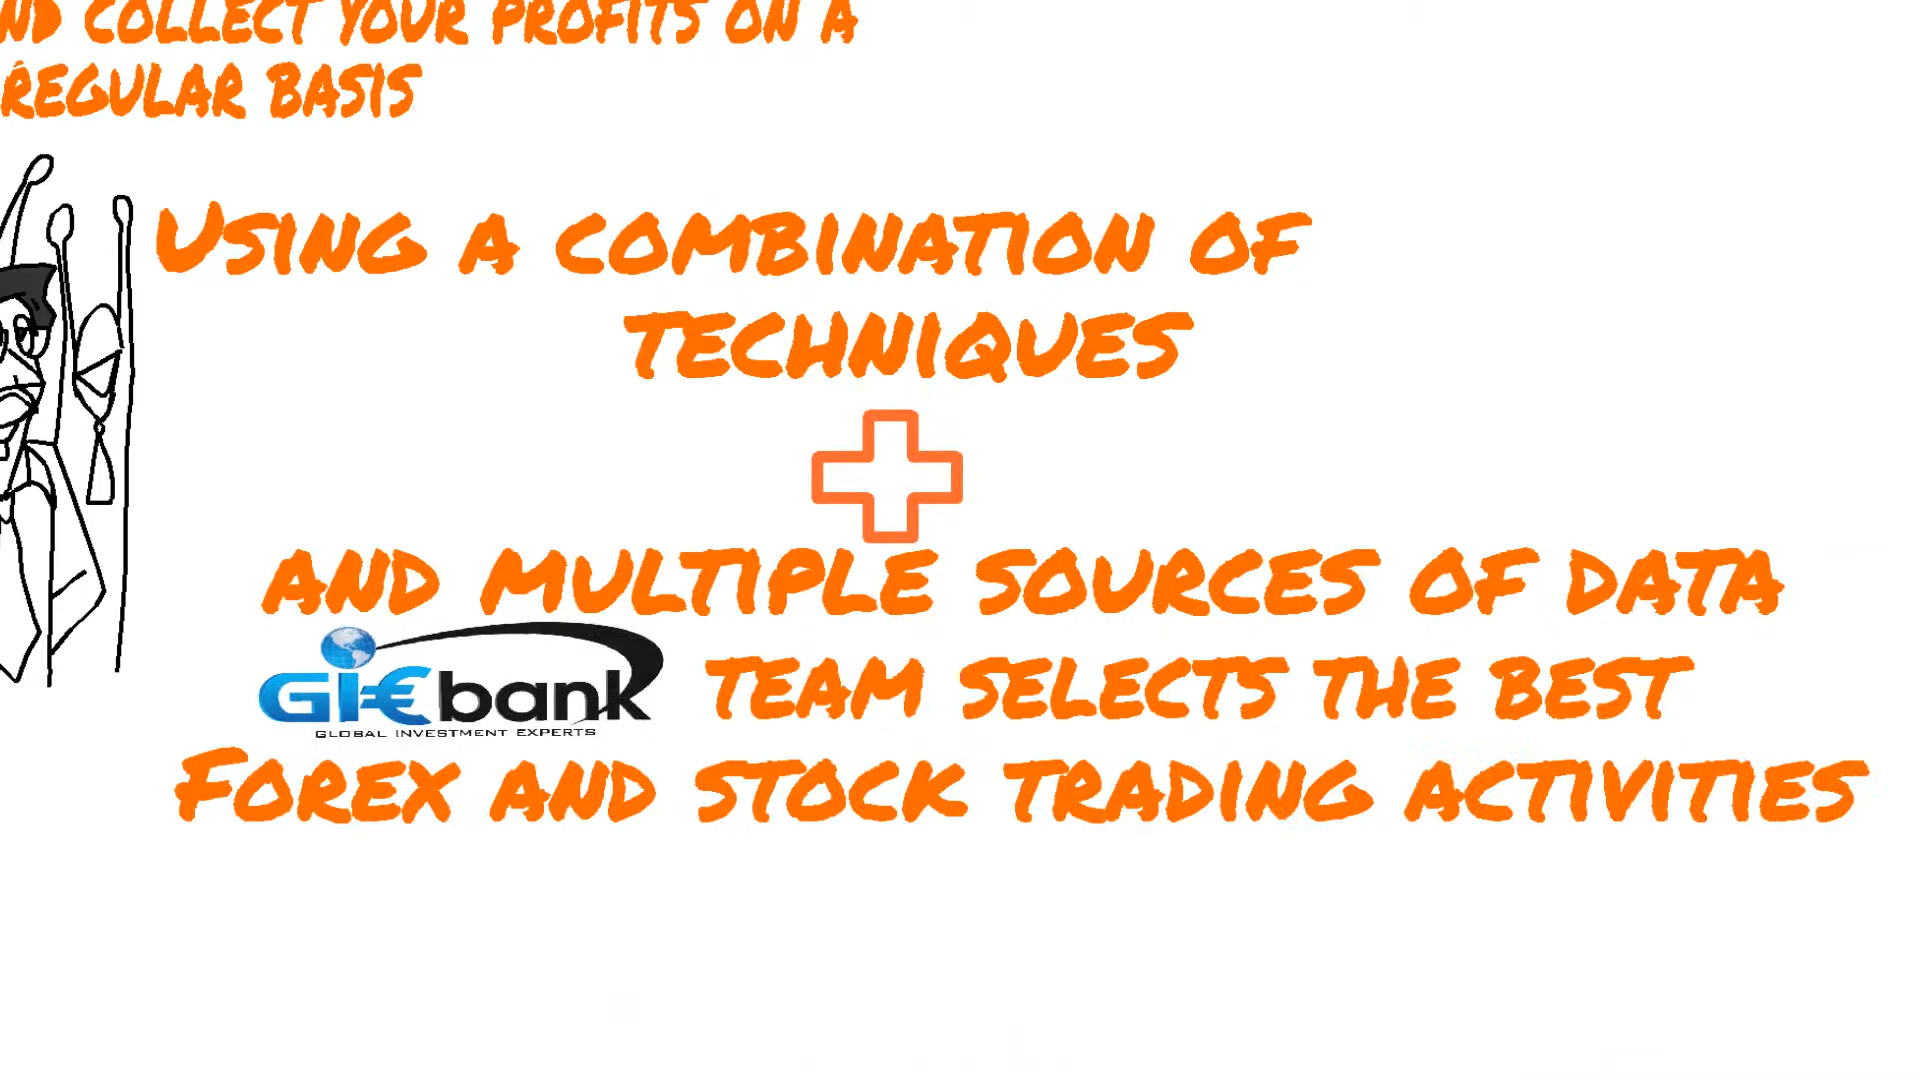 ND COLLECT YOUR PROFITS ON A
REGULAR BASIS
USING A COMBINATION OF
TECHNIQUES
AND MULTIPLE SOURCES OF DATA
GI€bank TEAM SELECTS THE BEST
GLOBAL INVESTMENT EXPERTS
FOREX AND STOCK TRADING ACTIVITIES